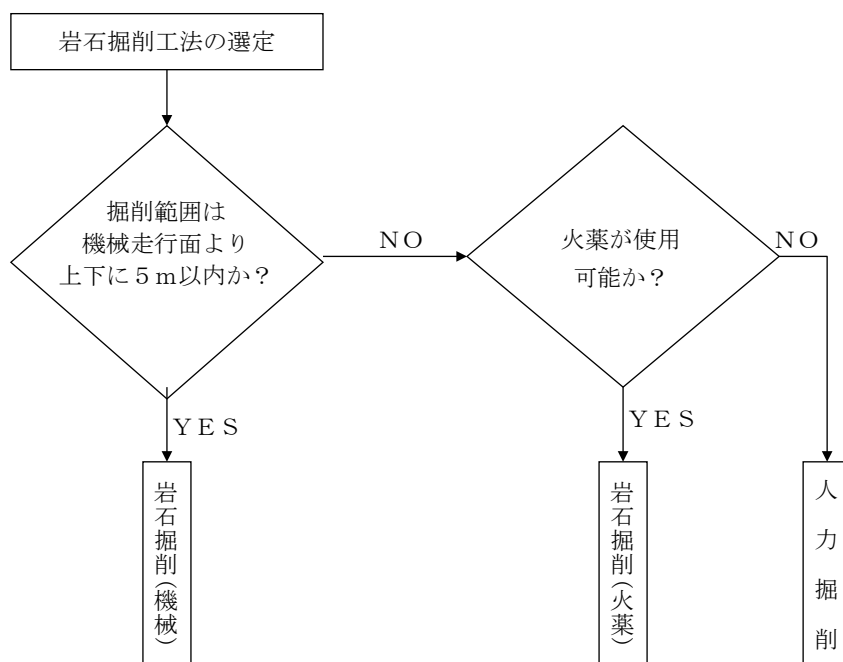 岩石掘削工法の選定
掘削範囲は
機械走行面より
上下に５ｍ以内か？
ＮＯ
火薬が使用
可能か？
ＮＯ
ＹＥＳ
ＹＥＳ
岩石掘削(機械)
岩石掘削(火薬)
人力掘削